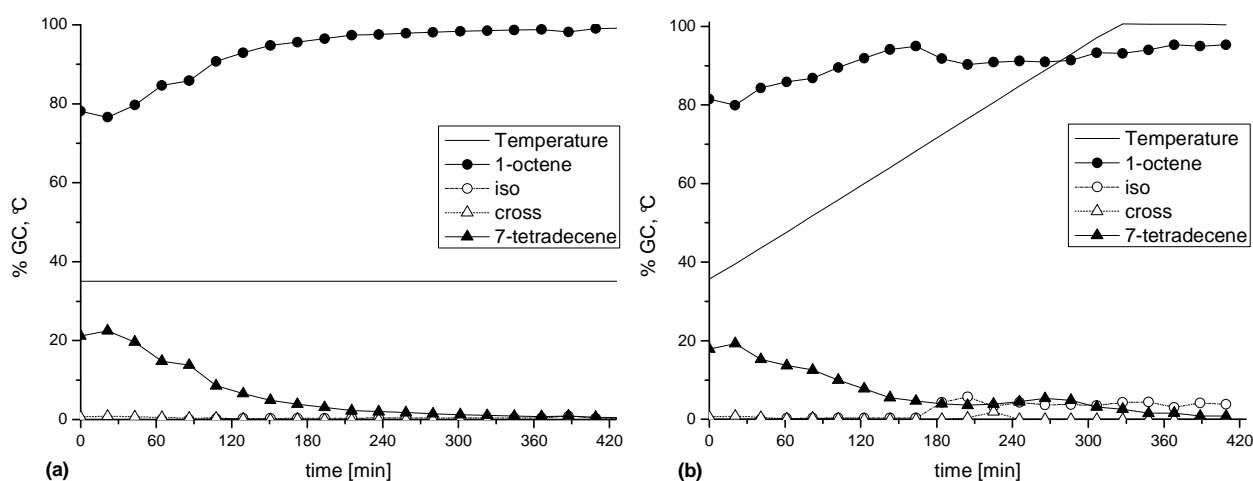 100
80
60
40
20
0
% GC, °C
0 60 120 180 240 300 360 420
time [min]
(a)
Temperature
1-octene
iso
cross
7-tetradecene
100
80
60
40
20
0
% GC, °C
0 60 120 180 240 300 360 420
time [min]
(b)
Temperature
1-octene
iso
cross
7-tetradecene